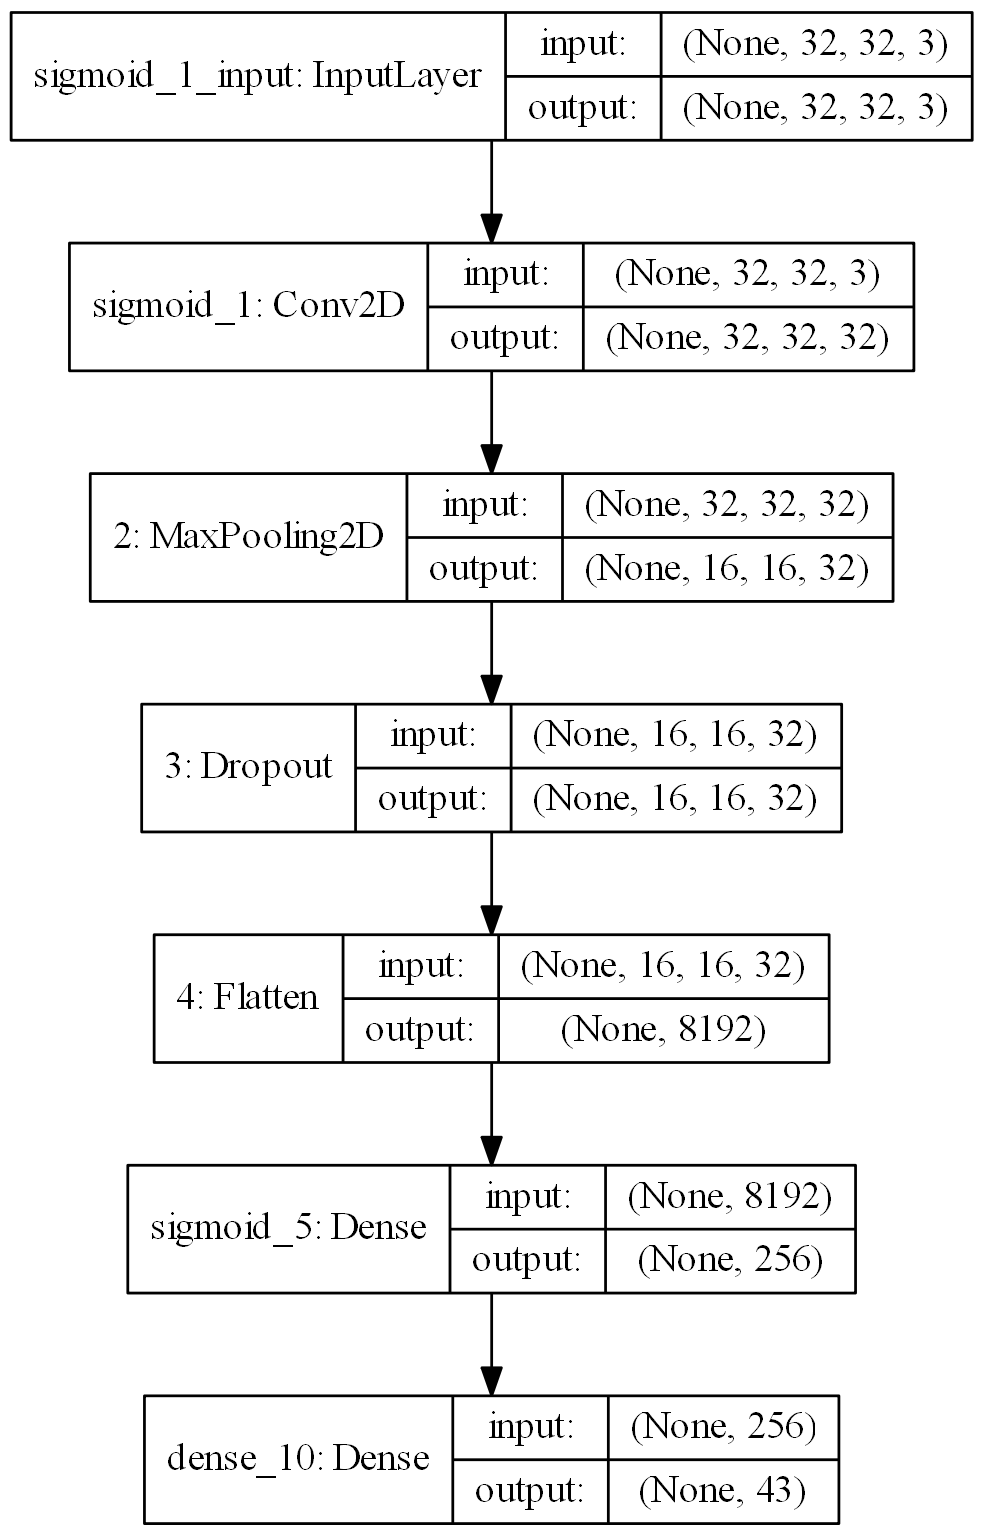 sigmoid_1_input: InputLayer
input: (None, 32, 32, 3)
output: (None, 32, 32, 3)
sigmoid_1: Conv2D
input: (None, 32, 32, 3)
output: (None, 32, 32, 32)
2: MaxPooling2D
input: (None, 32, 32, 32)
output: (None, 16, 16, 32)
3: Dropout
input: (None, 16, 16, 32)
output: (None, 16, 16, 32)
4: Flatten
input: (None, 16, 16, 32)
output: (None, 8192)
sigmoid_5: Dense
input: (None, 8192)
output: (None, 256)
dense_10: Dense
input: (None, 256)
output: (None, 43)